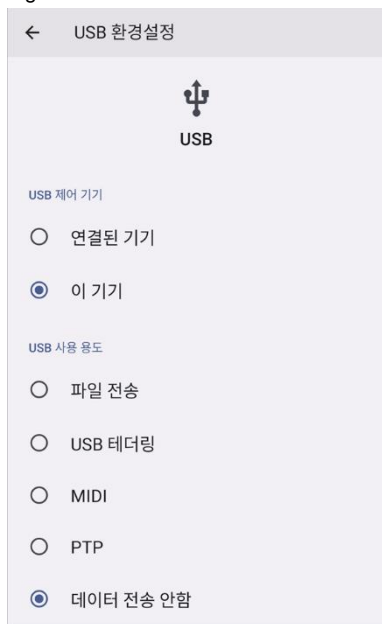 USB 환경설정
USB
USB 제어 기기
연결된 기기
이 기기
USB 사용 용도
파일 전송
USB 테더링
MIDI
PTP
데이터 전송 안함